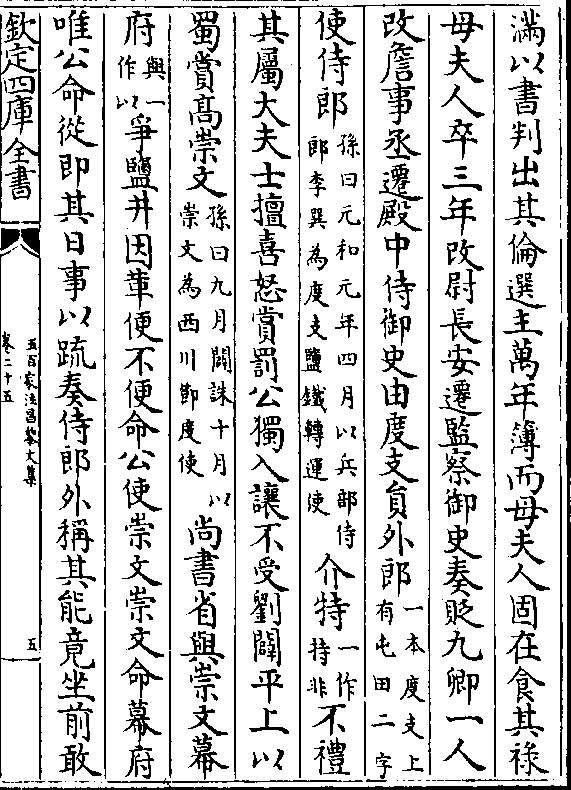 滿以書判出其倫選主萬年簿而母夫人固在食其祿
母夫人卒三年改尉長安遷監察御史奏貶九卿一人
改詹事丞遷殿中侍御史由度支員外郎一本度支上有屯田二字
使侍郎孫曰元和元年四月以兵部侍郎李巽為度支鹽鐵轉運使介特一作持非不禮
其屬大夫士擅喜怒賞罰公獨入讓不受劉闢平上以
蜀賞髙崇文孫曰九月闢誅十月以崇文為西川節度使尚書省與崇文幕
府與一作以爭鹽井因革便不便命公使崇文崇文命幕府
唯公命從即其日事以疏奏侍郎外稱其能竟坐前敢
欽定四庫全書
五百家注昌黎文集
卷二十五
五